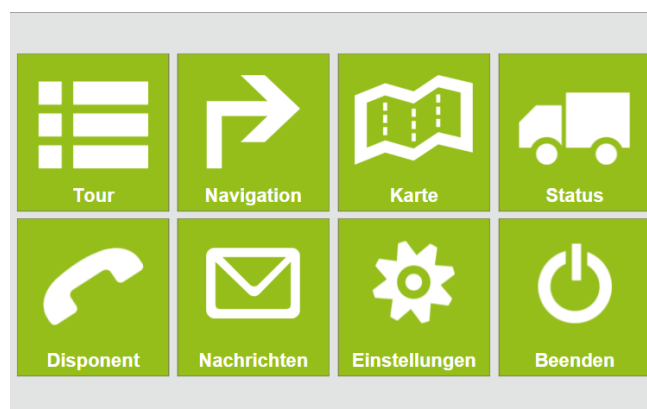 Tour
Navigation
Karte
Status
Disponent
Nachrichten
Einstellungen
Beenden